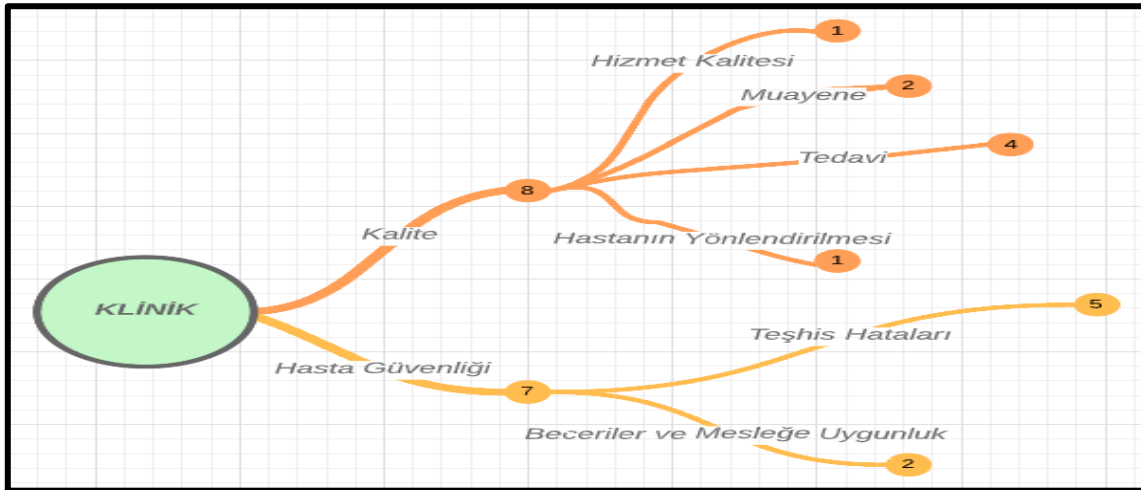 1
Hizmet Kalitesi
2
Muayene
4
Tedavi
8
Kalite
Hastanın Yönlendirilmesi
1
KLİNİK
5
Teşhis Hataları
Hasta Güvenliği
7
Beceriler ve Mesleğe Uygunluk
2